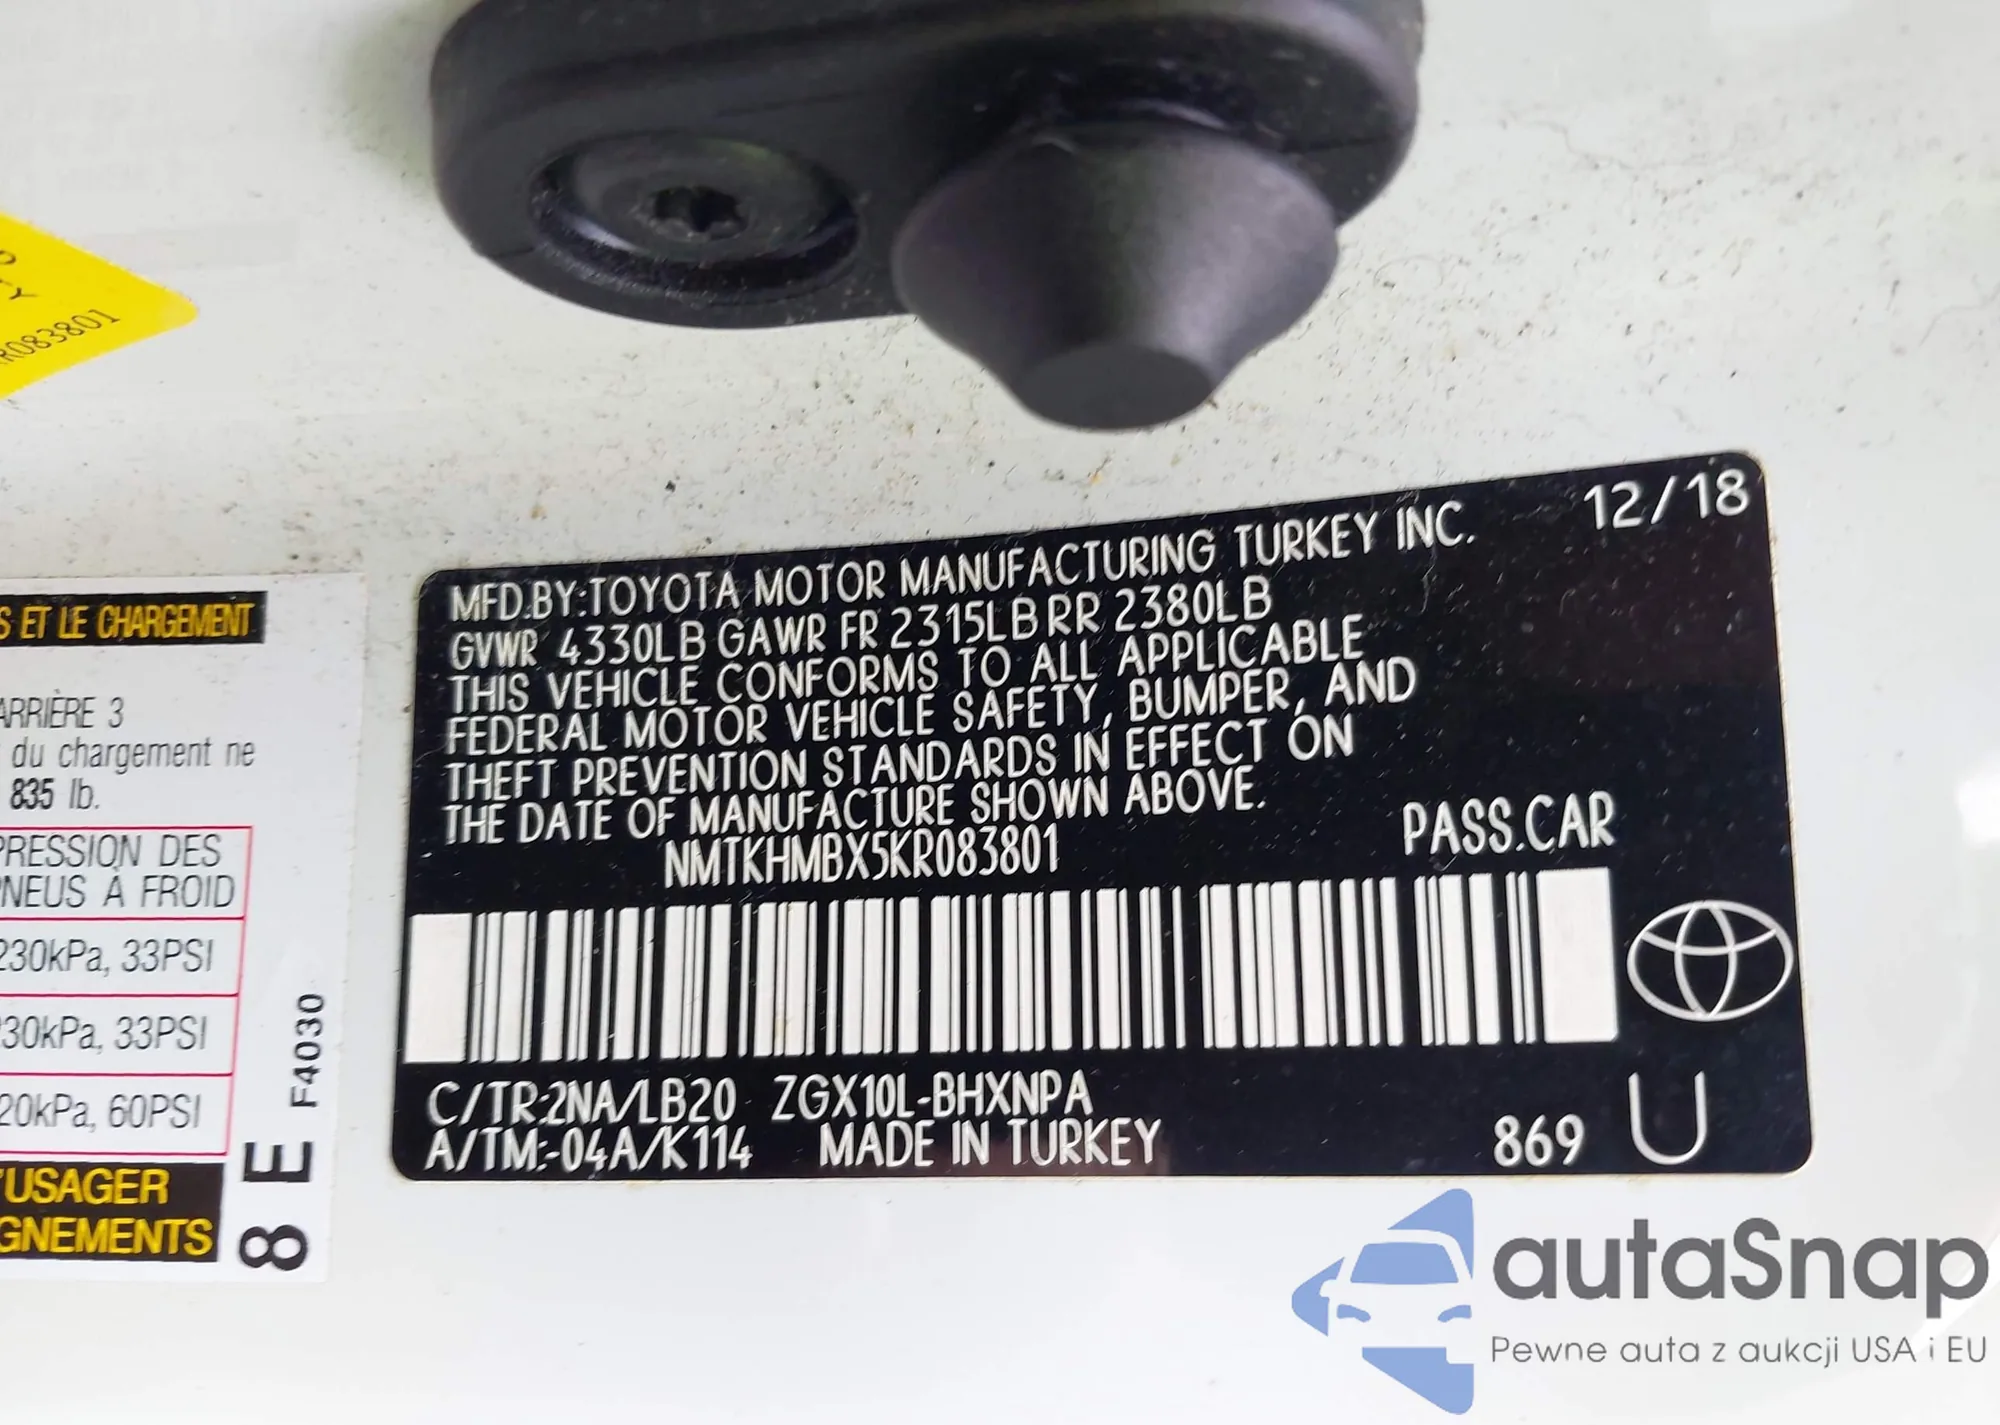 R083801
S ET LE CHARGEMENT
ARRIÈRE 3
du chargement ne
835 lb.
PRESSION DES
PNEUS À FROID
230kPa, 33PSI
30kPa, 33PSI
20kPa, 60PSI
'USAGER
GNEMENTS
8 E F4030
12/18
MFD.BY:TOYOTA MOTOR MANUFACTURING TURKEY INC.
GVWR 4330LB GAWR FR 2315LB RR 2380LB
THIS VEHICLE CONFORMS TO ALL APPLICABLE
FEDERAL MOTOR VEHICLE SAFETY, BUMPER, AND
THEFT PREVENTION STANDARDS IN EFFECT ON
THE DATE OF MANUFACTURE SHOWN ABOVE.
NMTKHMBX5KR083801 PASS.CAR
C/TR:2NA/LB20 ZGX10L-BHXNPA
A/TM:-04A/K114 MADE IN TURKEY 869 U
autaSnap
Pewne auta z aukcji USA i EU